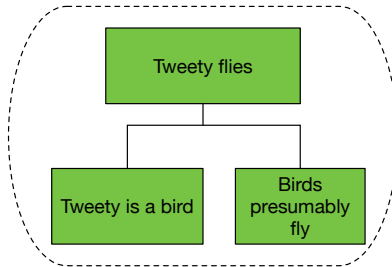 Tweety flies
Tweety is a bird
Birds
presumably
fly